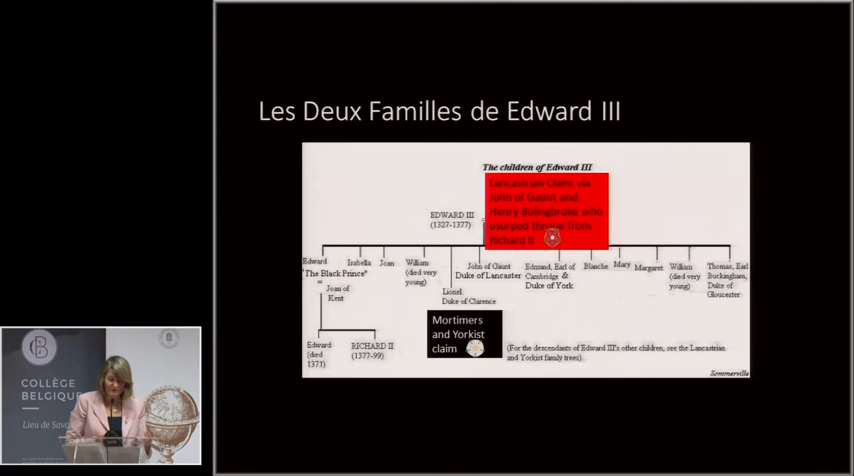 Les Deux Familles de Edward III
The children of Edward III
Lancastrian Claim via
John of Gaunt and
Henry Bolingbroke who
usurped throne from
Richard II
EDWARD III
(1327-1377)
Edward
"The Black Prince"
=
Joan of
Kent
Isabella
Joan
William
(died very
young)
Lionel
Duke of Clarence
John of Gaunt
Duke of Lancaster
Edmund, Earl of
Cambridge &
Duke of York
Blanche
Mary
Margaret
William
(died very
young)
Thomas, Earl
Buckingham,
Duke of
Gloucester
Edward
(died
1371)
RICHARD II
(1377-99)
Mortimers
and Yorkist
claim
(For the descendants of Edward III's other children, see the Lancastrian
and Yorkist family trees).
Sommerville
COLLÈGE
BELGIQUE
Lieu de Savo